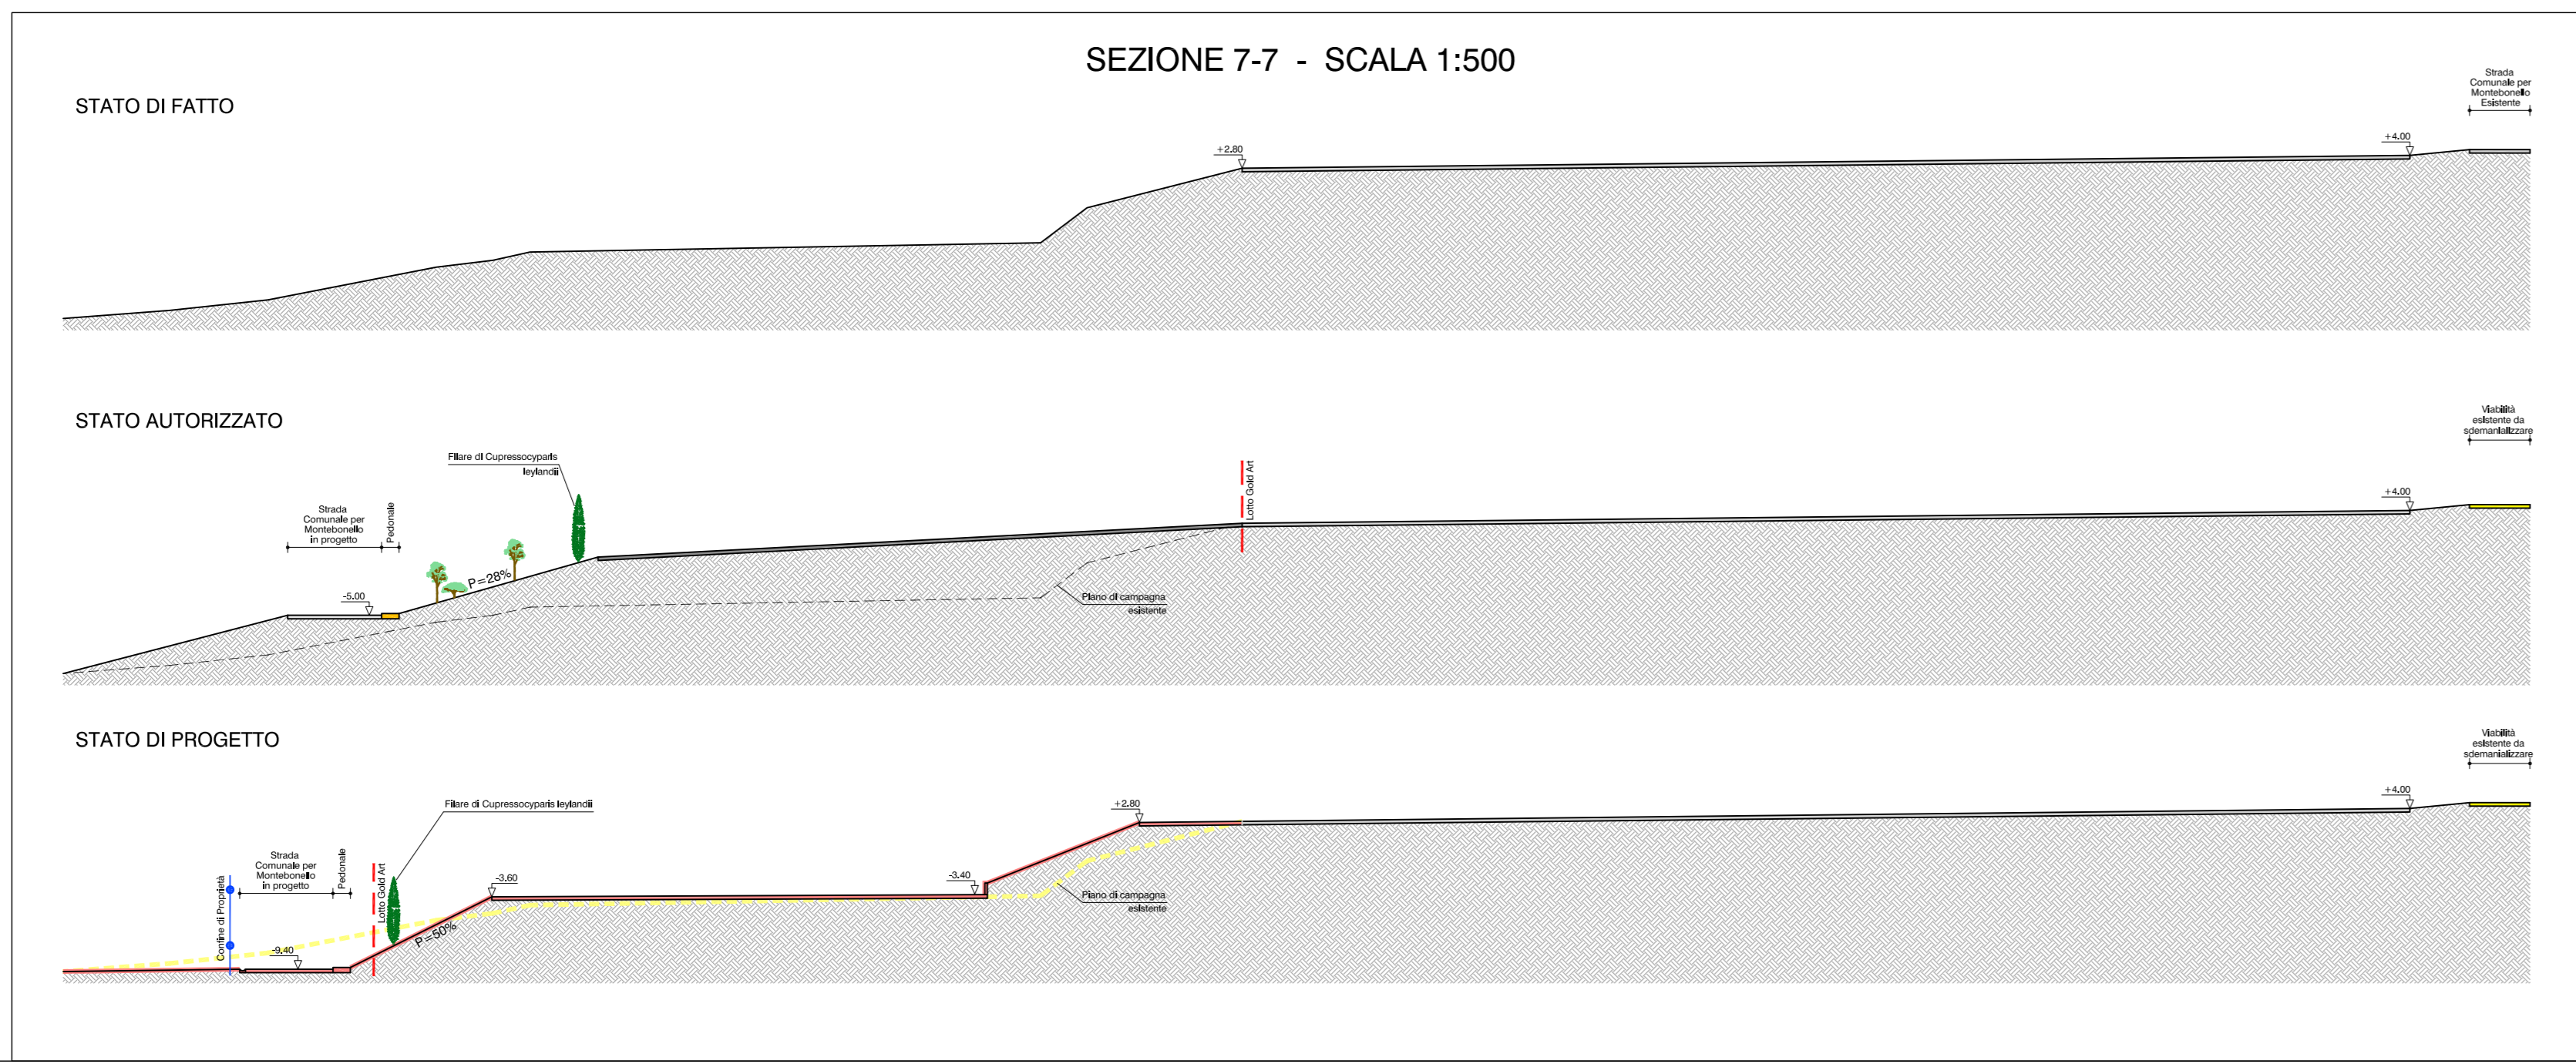 SEZIONE 7-7 - SCALA 1:500
STATO DI FATTO
Strada
Comunale per
Montebonello
Esistente
+2.80
+4.00
STATO AUTORIZZATO
Viabilità
esistente da
sdemanializzare
Filare di Cupressocyparis
leylandii
Lotto Gold Art
Strada
Comunale per
Montebonello
in progetto
Pedonale
+4.00
P=28%
-5.00
Piano di campagna
esistente
STATO DI PROGETTO
Viabilità
esistente da
sdemanializzare
Filare di Cupressocyparis leylandii
+2.80
+4.00
Strada
Comunale per
Montebonello
in progetto
Pedonale
Lotto Gold Art
Confine di Proprietà
-3.60
-3.40
Piano di campagna
esistente
P=50%
-9.40